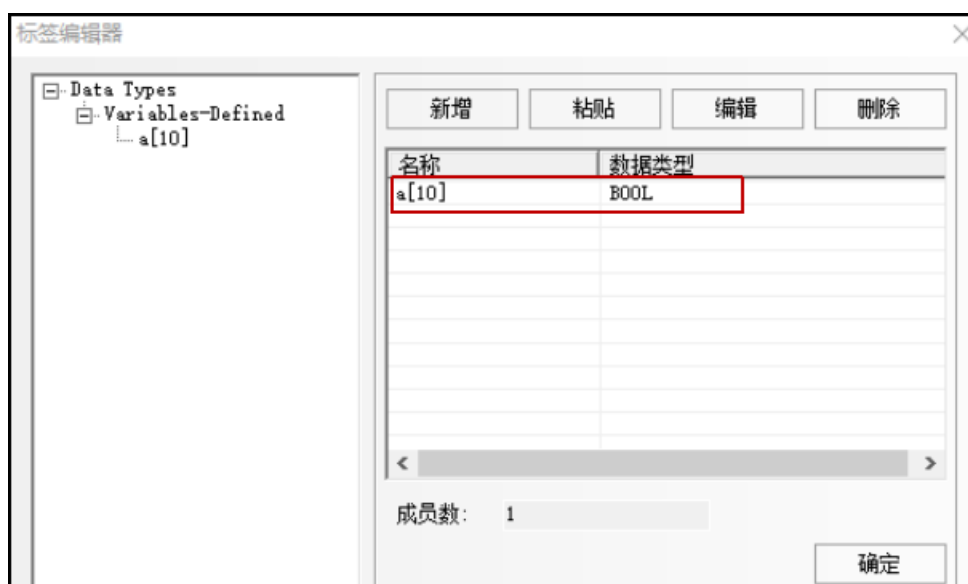 标签编辑器
Data Types
Variables-Defined
a[10]
新增 粘贴 编辑 删除
名称 数据类型
a[10] BOOL
成员数: 1
确定